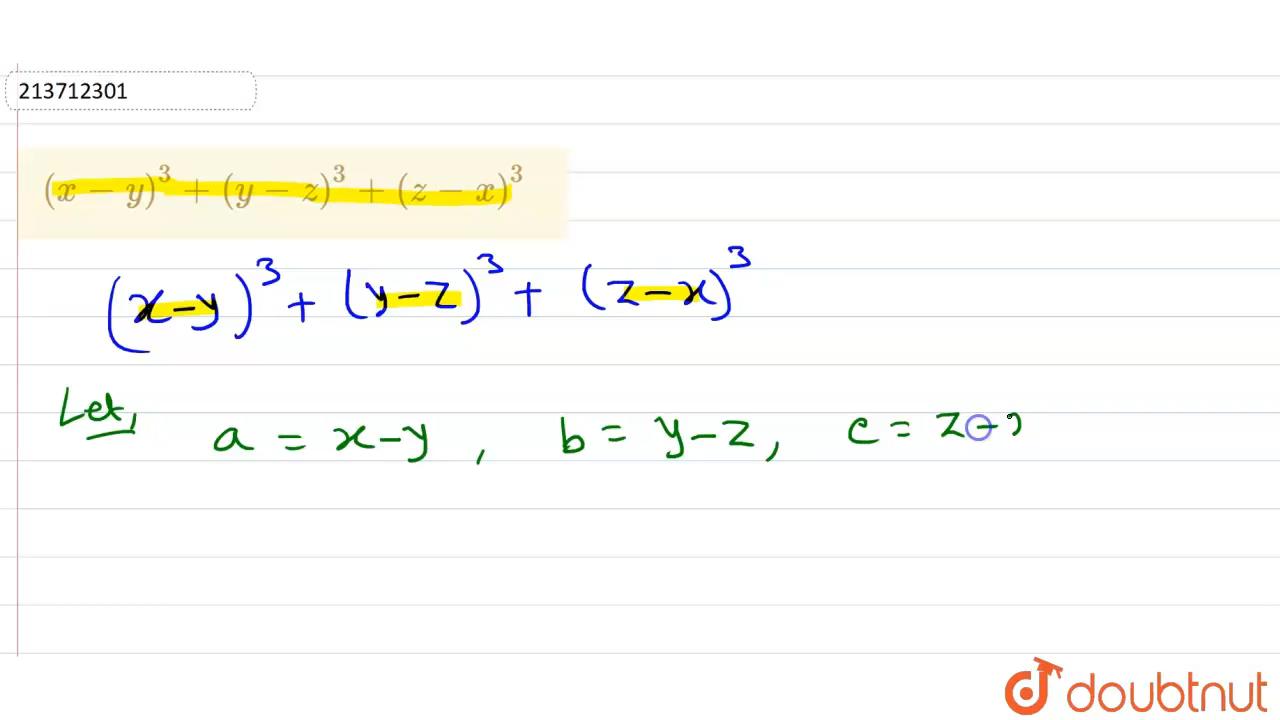 213712301
(x − y)³ + (y − z)³ + (z − x)³
(x−y)³ + (y−z)³ + (z−x)³
Let, a = x−y, b = y−z, c = z−
doubtnut